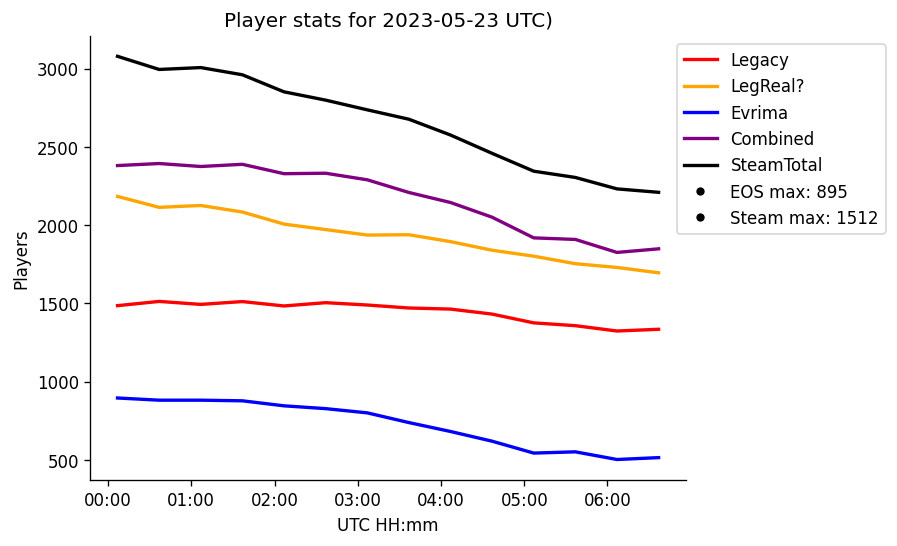 Player stats for 2023-05-23 UTC)
Players
3000
2500
2000
1500
1000
500
00:00 01:00 02:00 03:00 04:00 05:00 06:00
UTC HH:mm
Legacy
LegReal?
Evrima
Combined
SteamTotal
EOS max: 895
Steam max: 1512